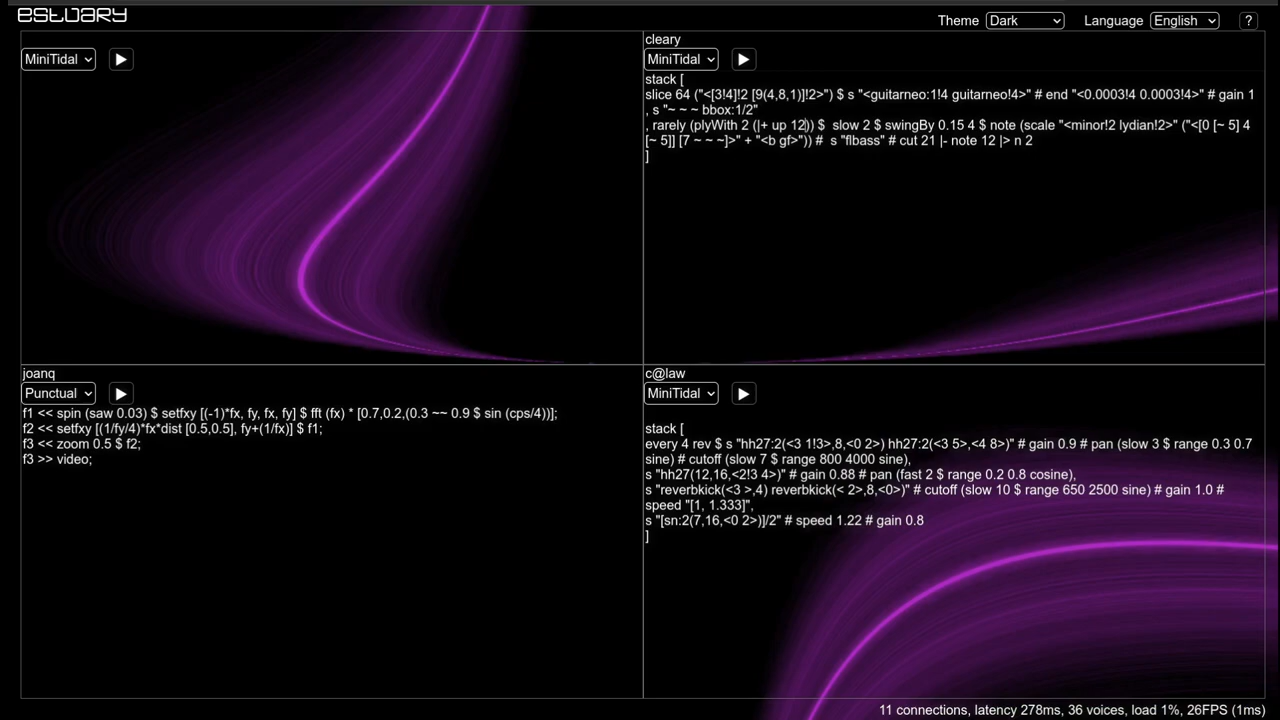 estuary
Theme Dark Language English ?
MiniTidal
cleary
MiniTidal
stack [
slice 64 ("<[3!4]!2 [9(4,8,1)]!2>") $ s "<guitarneo:1!4 guitarneo!4>" # end "<0.0003!4 0.0003!4>" # gain 1
, s "~ ~ ~ bbox:1/2"
, rarely (plyWith 2 (|+ up 12)) $  slow 2 $ swingBy 0.15 4 $ note (scale "<minor!2 lydian!2>" ("<[0 [~ 5] 4
[~ 5]] [7 ~ ~ ~]>" + "<b gf>")) #  s "flbass" # cut 21 |- note 12 |> n 2
]
joanq
Punctual
f1 << spin (saw 0.03) $ setfxy [(-1)*fx, fy, fx, fy] $ fft (fx) * [0.7,0.2,(0.3 ~~ 0.9 $ sin (cps/4))];
f2 << setfxy [(1/fy/4)*fx*dist [0.5,0.5], fy+(1/fx)] $ f1;
f3 << zoom 0.5 $ f2;
f3 >> video;
c@law
MiniTidal
stack [
every 4 rev $ s "hh27:2(<3 1!3>,8,<0 2>) hh27:2(<3 5>,<4 8>)" # gain 0.9 # pan (slow 3 $ range 0.3 0.7
sine) # cutoff (slow 7 $ range 800 4000 sine),
s "hh27(12,16,<2!3 4>)" # gain 0.88 # pan (fast 2 $ range 0.2 0.8 cosine),
s "reverbkick(<3 >,4) reverbkick(< 2>,8,<0>)" # cutoff (slow 10 $ range 650 2500 sine) # gain 1.0 #
speed "[1, 1.333]",
s "[sn:2(7,16,<0 2>)]/2" # speed 1.22 # gain 0.8
]
11 connections, latency 278ms, 36 voices, load 1%, 26FPS (1ms)